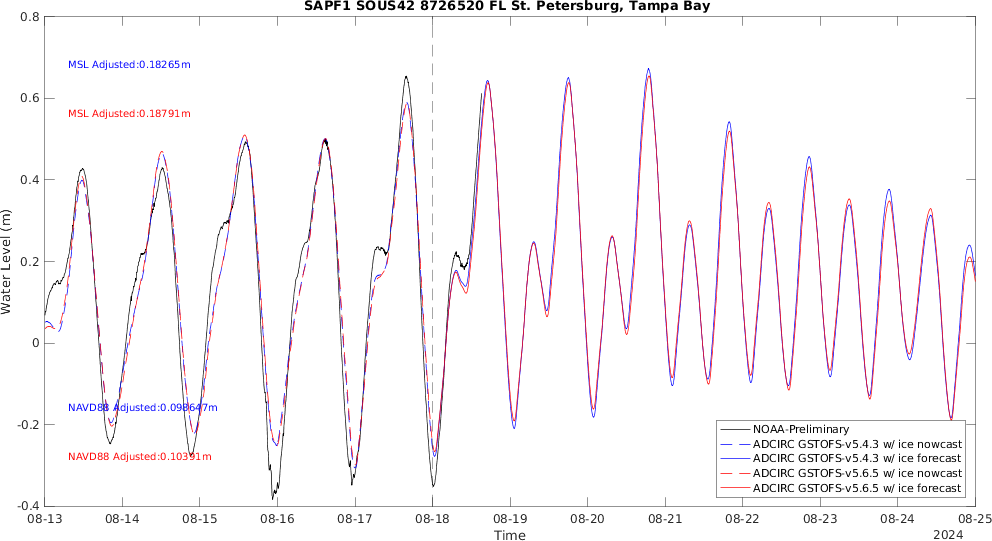 SAPF1 SOUS42 8726520 FL St. Petersburg, Tampa Bay
0.8
0.6
0.4
0.2
0
-0.2
-0.4
Water Level (m)
MSL Adjusted:0.18265m
MSL Adjusted:0.18791m
NAVD88 Adjusted:0.098647m
NAVD88 Adjusted:0.10391m
NOAA-Preliminary
ADCIRC GSTOFS-v5.4.3 w/ ice nowcast
ADCIRC GSTOFS-v5.4.3 w/ ice forecast
ADCIRC GSTOFS-v5.6.5 w/ ice nowcast
ADCIRC GSTOFS-v5.6.5 w/ ice forecast
08-13 08-14 08-15 08-16 08-17 08-18 08-19 08-20 08-21 08-22 08-23 08-24 08-25
Time
2024